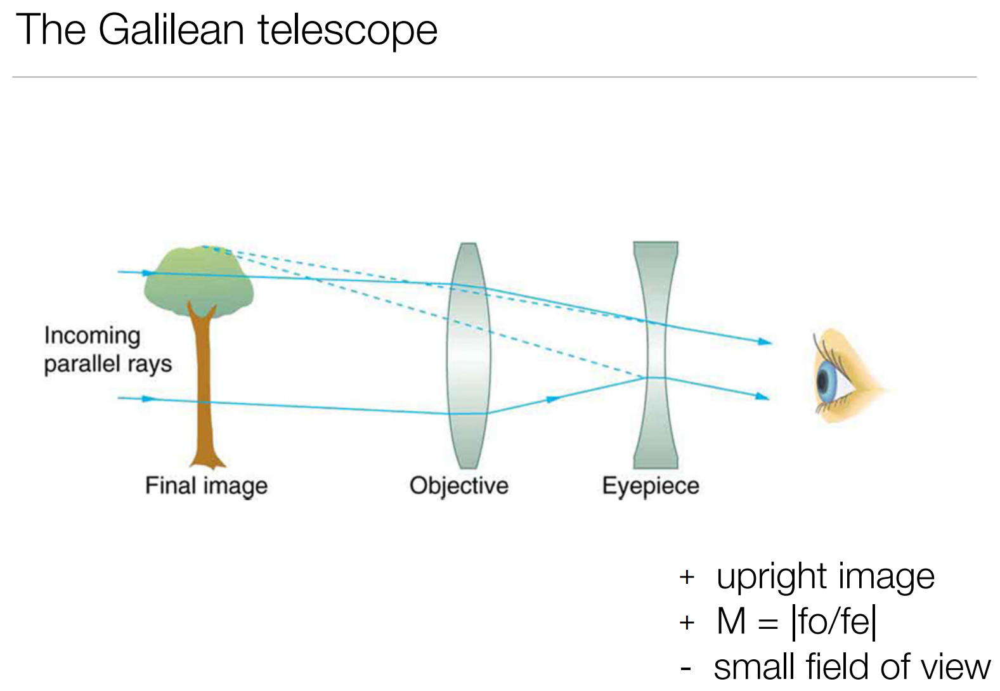 The Galilean telescope
Incoming
parallel rays
Final image
Objective
Eyepiece
+ upright image
+ M = |fo/fe|
- small field of view